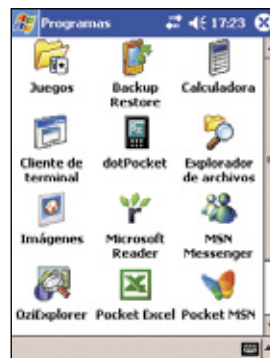 Programas 17:23
Juegos Backup Calculadora
Restore
Cliente de dotPocket Explorador
terminal de archivos
Imágenes Microsoft MSN
Reader Messenger
OziExplorer Pocket Excel Pocket MSN